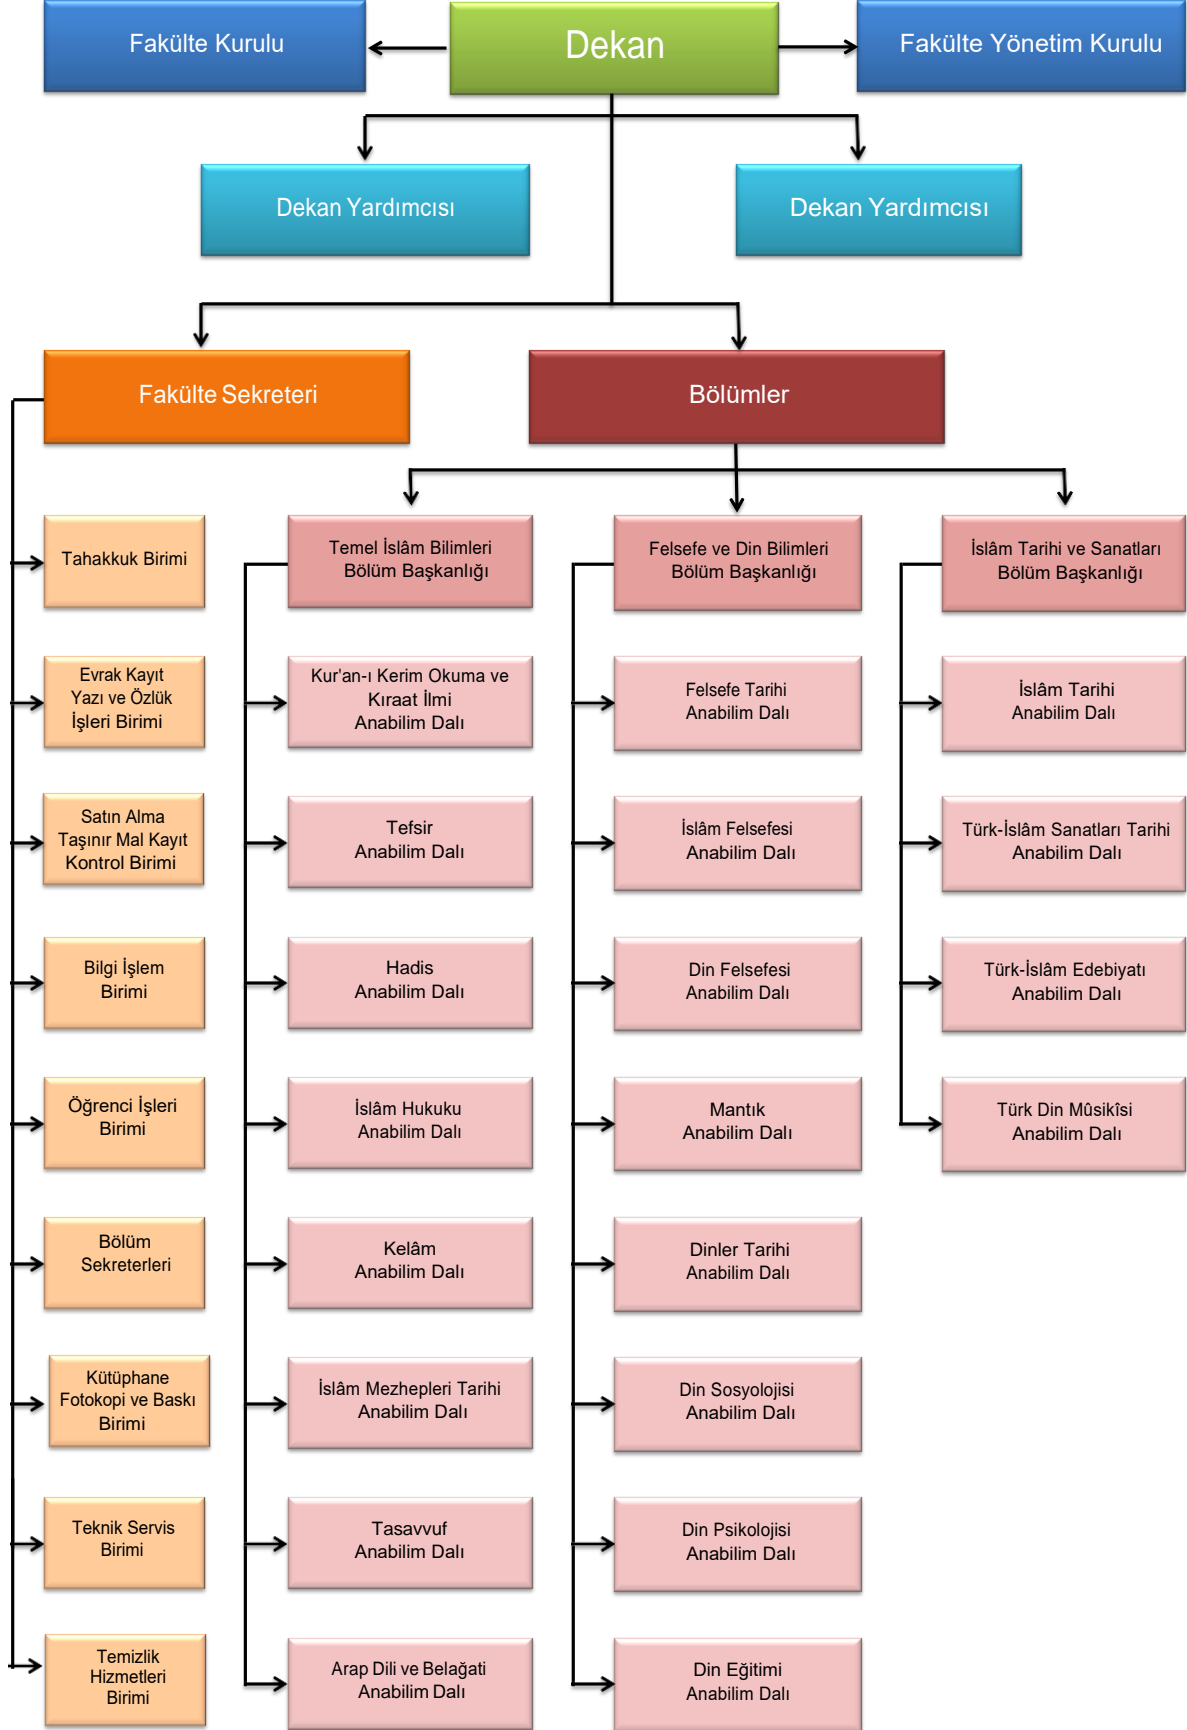 Fakülte Kurulu
Dekan
Fakülte Yönetim Kurulu
Dekan Yardımcısı
Dekan Yardımcısı
Fakülte Sekreteri
Bölümler
Tahakkuk Birimi
Evrak Kayıt
Yazı ve Özlük
İşleri Birimi
Satın Alma
Taşınır Mal Kayıt
Kontrol Birimi
Bilgi İşlem
Birimi
Öğrenci İşleri
Birimi
Bölüm
Sekreterleri
Kütüphane
Fotokopi ve Baskı
Birimi
Teknik Servis
Birimi
Temizlik
Hizmetleri
Birimi
Temel İslâm Bilimleri
Bölüm Başkanlığı
Kur'an-ı Kerim Okuma ve
Kıraat İlmi
Anabilim Dalı
Tefsir
Anabilim Dalı
Hadis
Anabilim Dalı
İslâm Hukuku
Anabilim Dalı
Kelâm
Anabilim Dalı
İslâm Mezhepleri Tarihi
Anabilim Dalı
Tasavvuf
Anabilim Dalı
Arap Dili ve Belağati
Anabilim Dalı
Felsefe ve Din Bilimleri
Bölüm Başkanlığı
Felsefe Tarihi
Anabilim Dalı
İslâm Felsefesi
Anabilim Dalı
Din Felsefesi
Anabilim Dalı
Mantık
Anabilim Dalı
Dinler Tarihi
Anabilim Dalı
Din Sosyolojisi
Anabilim Dalı
Din Psikolojisi
Anabilim Dalı
Din Eğitimi
Anabilim Dalı
İslâm Tarihi ve Sanatları
Bölüm Başkanlığı
İslâm Tarihi
Anabilim Dalı
Türk-İslâm Sanatları Tarihi
Anabilim Dalı
Türk-İslâm Edebiyatı
Anabilim Dalı
Türk Din Mûsikîsi
Anabilim Dalı